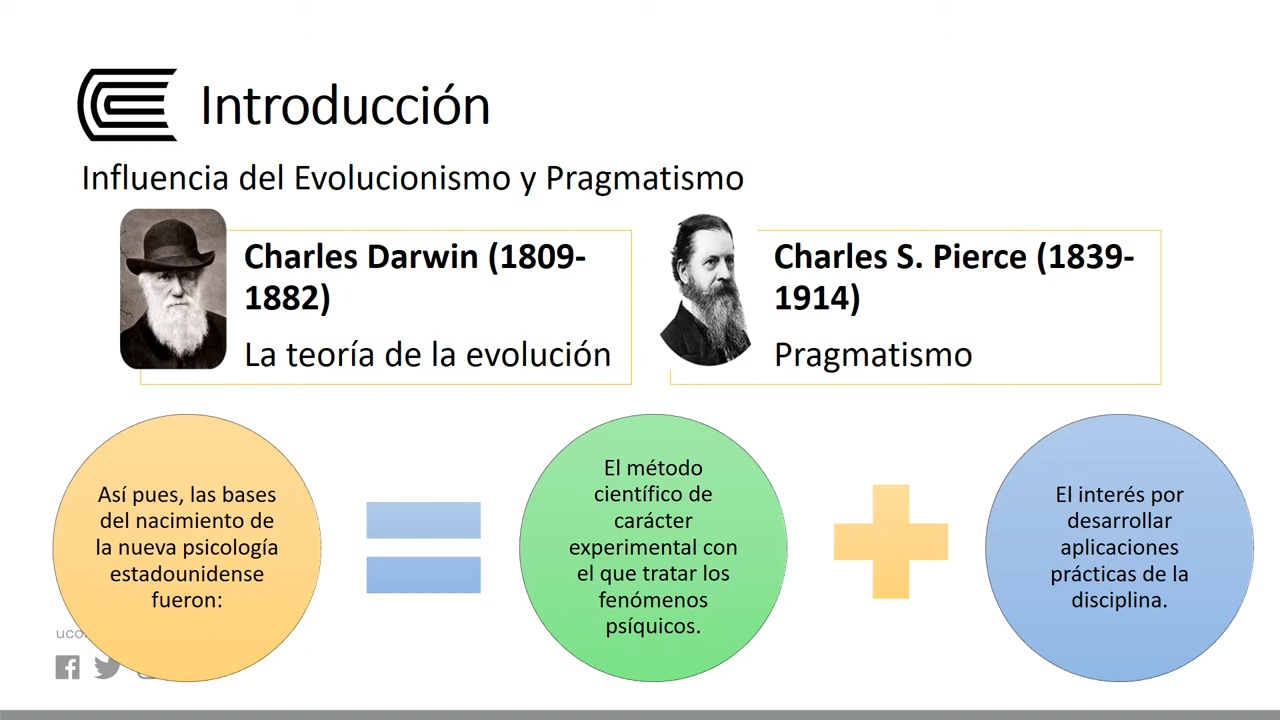 Introducción
Influencia del Evolucionismo y Pragmatismo
Charles Darwin (1809-
1882)
La teoría de la evolución
Charles S. Pierce (1839-
1914)
Pragmatismo
Así pues, las bases
del nacimiento de
la nueva psicología
estadounidense
fueron:
El método
científico de
carácter
experimental con
el que tratar los
fenómenos
psíquicos.
El interés por
desarrollar
aplicaciones
prácticas de la
disciplina.